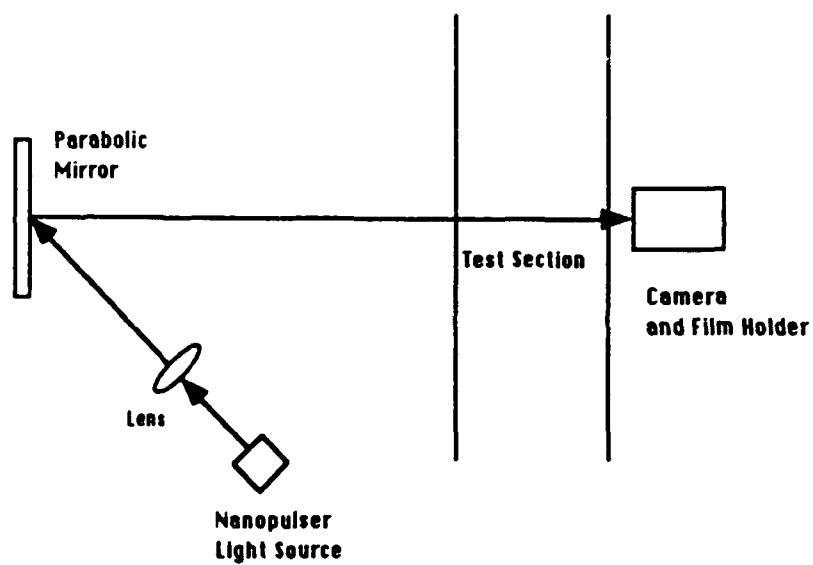 Parabolic
Mirror
Test Section
Camera
and Film Holder
Lens
Nanopulser
Light Source